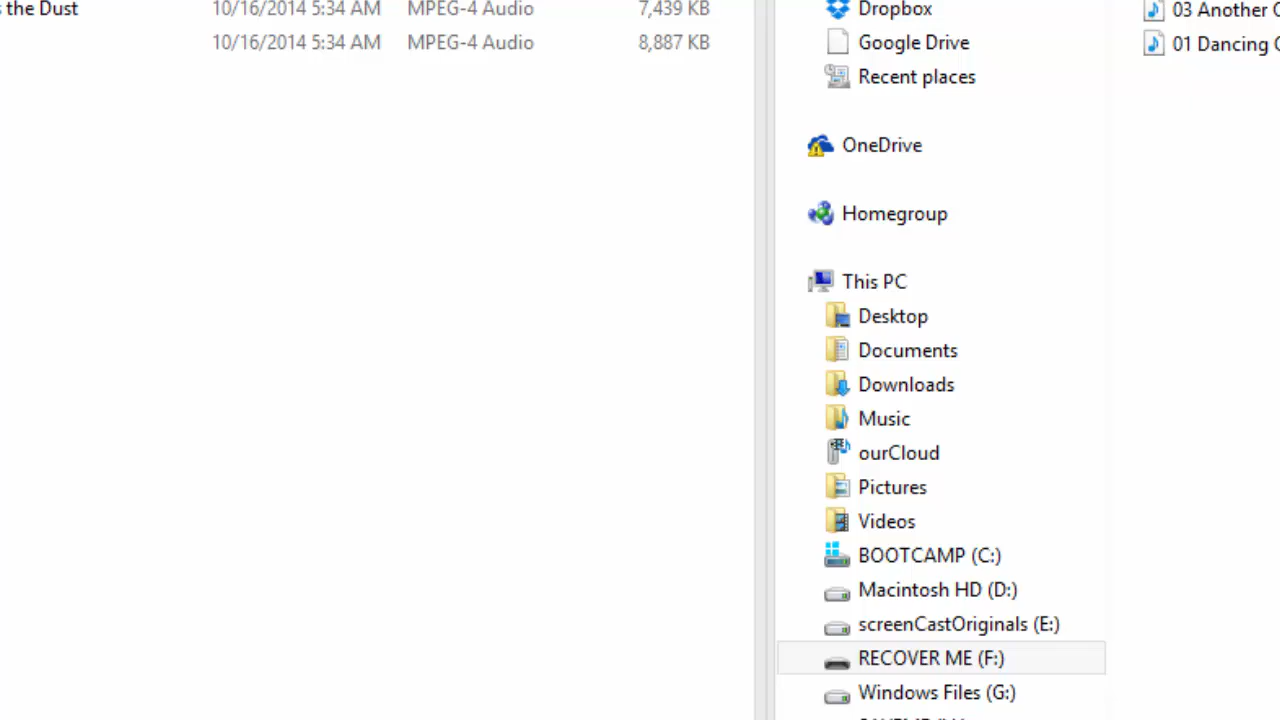 s the Dust 10/16/2014 5:34 AM MPEG-4 Audio 7,439 KB
10/16/2014 5:34 AM MPEG-4 Audio 8,887 KB
Dropbox
Google Drive
Recent places
OneDrive
Homegroup
This PC
Desktop
Documents
Downloads
Music
ourCloud
Pictures
Videos
BOOTCAMP (C:)
Macintosh HD (D:)
screenCastOriginals (E:)
RECOVER ME (F:)
Windows Files (G:)
03 Another
01 Dancing